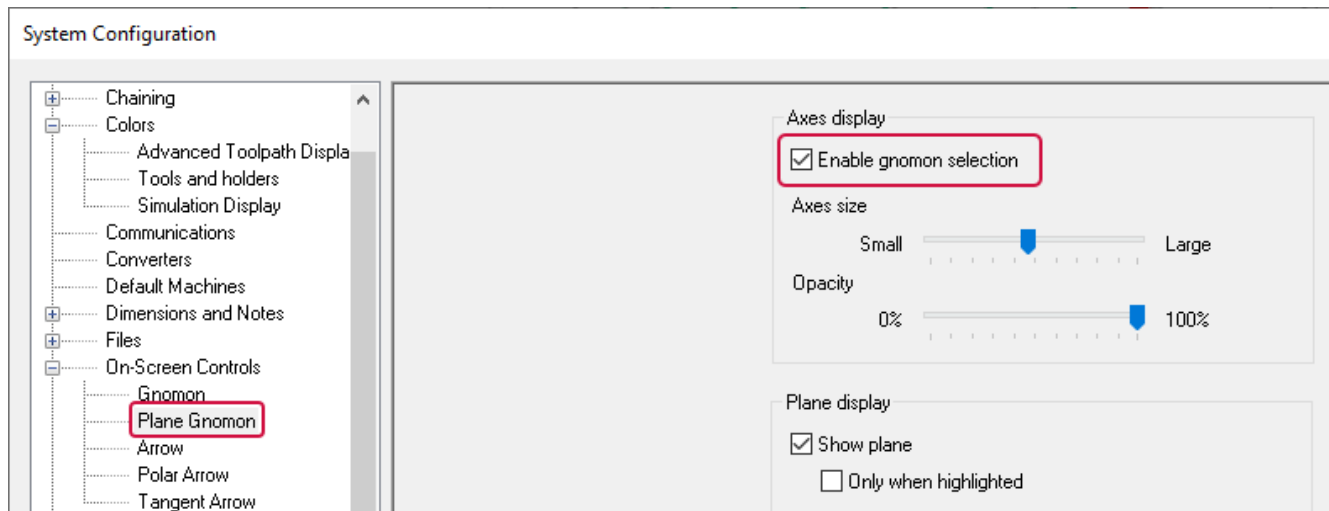 System Configuration
Chaining
Colors
Advanced Toolpath Displa
Tools and holders
Simulation Display
Communications
Converters
Default Machines
Dimensions and Notes
Files
On-Screen Controls
Gnomon
Plane Gnomon
Arrow
Polar Arrow
Tangent Arrow
Axes display
Enable gnomon selection
Axes size
Small Large
Opacity
0% 100%
Plane display
Show plane
Only when highlighted